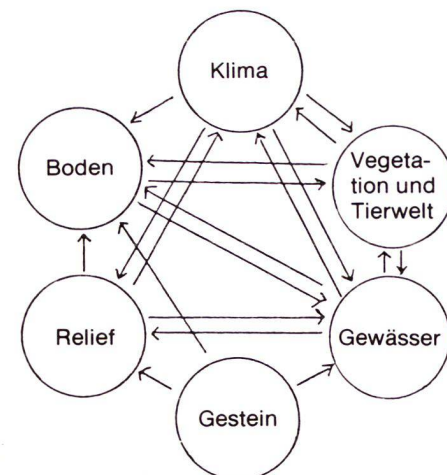 Klima
Boden
Vegeta-
tion und
Tierwelt
Relief
Gewässer
Gestein